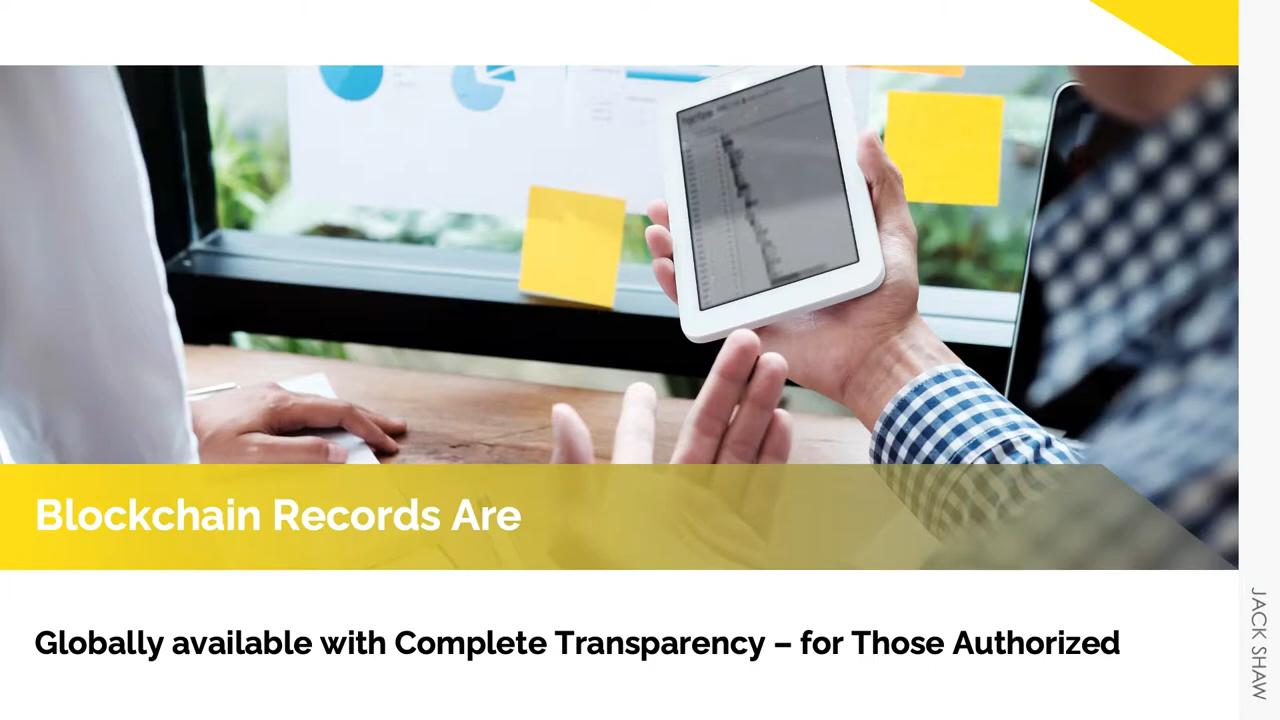 Blockchain Records Are
Globally available with Complete Transparency – for Those Authorized
JACK SHAW